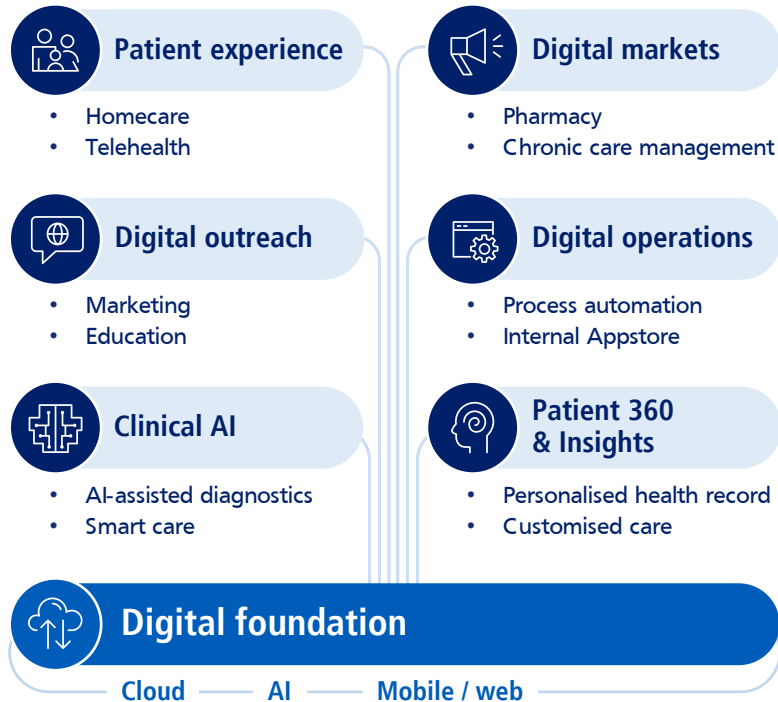 Patient experience
• Homecare
• Telehealth
Digital markets
• Pharmacy
• Chronic care management
Digital outreach
• Marketing
• Education
Digital operations
• Process automation
• Internal Appstore
Clinical AI
• AI-assisted diagnostics
• Smart care
Patient 360
& Insights
• Personalised health record
• Customised care
Digital foundation
Cloud AI Mobile / web